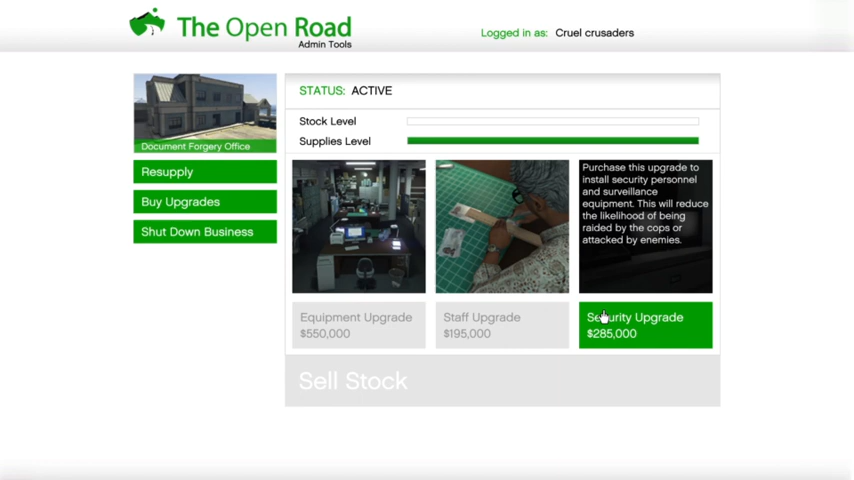 The Open Road
Admin Tools
Logged in as: Cruel crusaders
Document Forgery Office
Resupply
Buy Upgrades
Shut Down Business
STATUS: ACTIVE
Stock Level
Supplies Level
Purchase this upgrade to
install security personnel
and surveillance
equipment. This will reduce
the likelihood of being
raided by the cops or
attacked by enemies.
Equipment Upgrade
$550,000
Staff Upgrade
$195,000
Security Upgrade
$285,000
Sell Stock